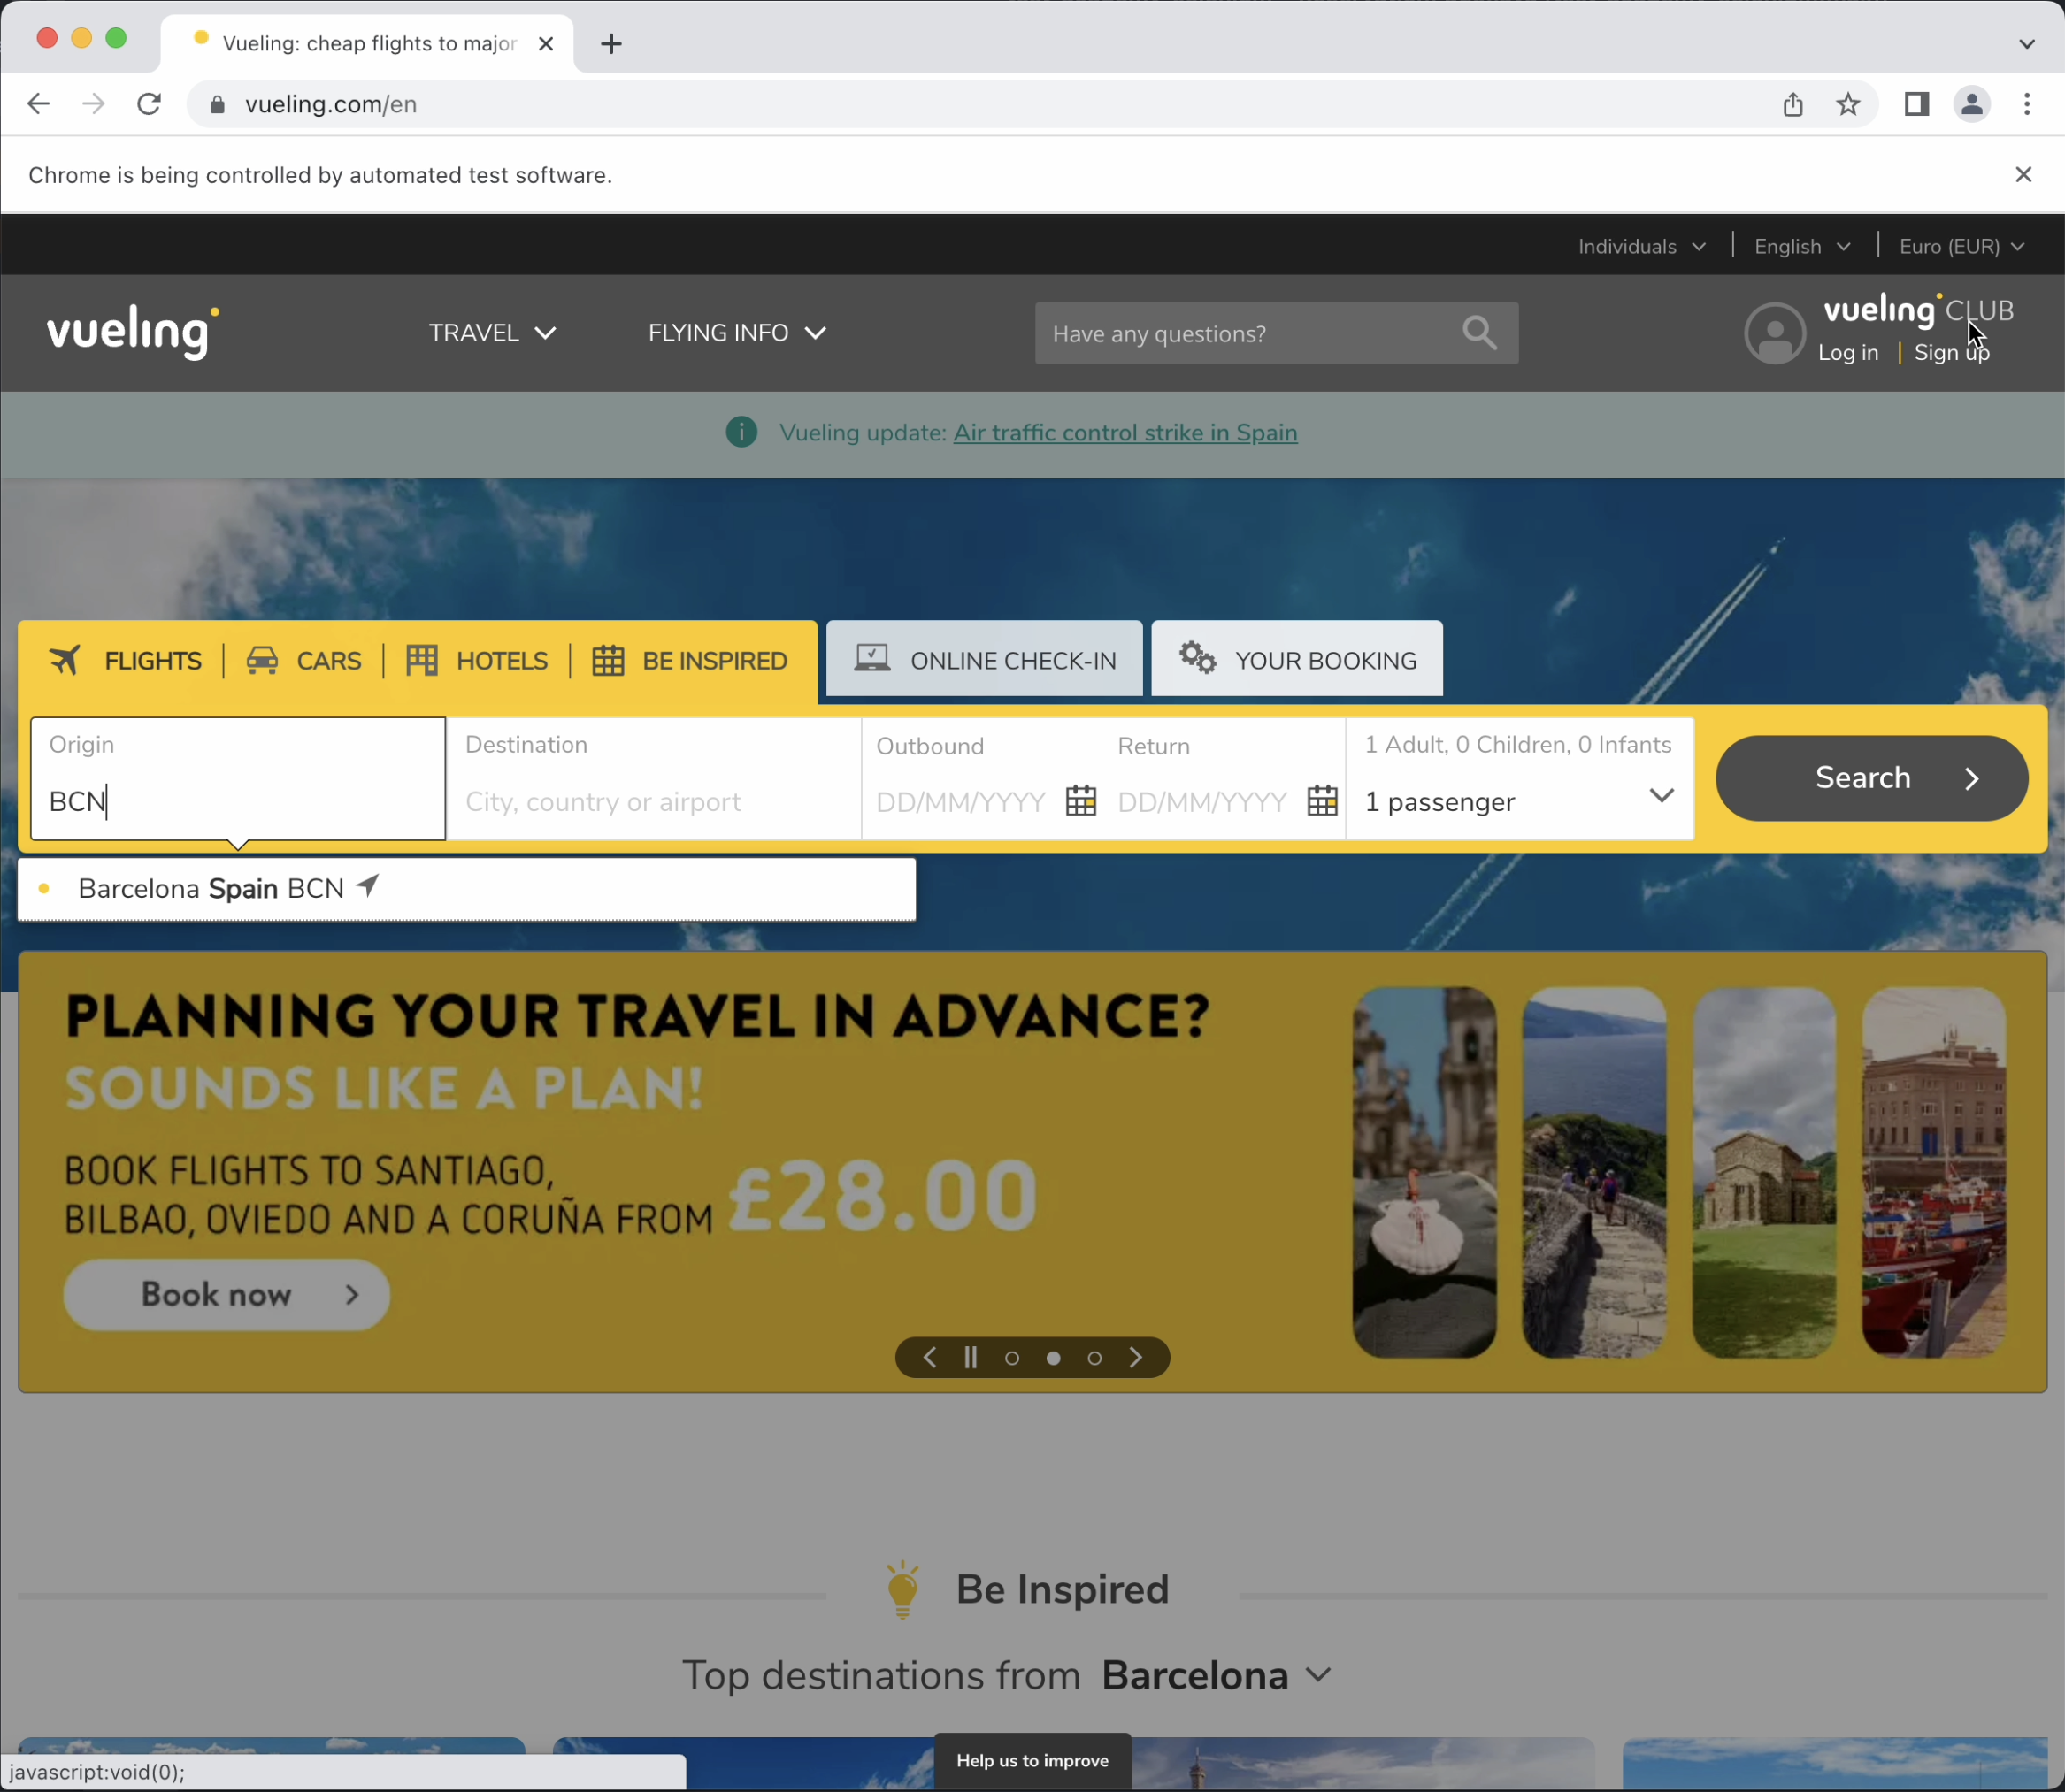 Vueling: cheap flights to major
vueling.com/en
Chrome is being controlled by automated test software.
Individuals
English
Euro (EUR)
vueling
TRAVEL
FLYING INFO
Have any questions?
vueling CLUB
Log in | Sign up
Vueling update: Air traffic control strike in Spain
FLIGHTS
CARS
HOTELS
BE INSPIRED
ONLINE CHECK-IN
YOUR BOOKING
Origin
BCN
Destination
City, country or airport
Outbound
DD/MM/YYYY
Return
DD/MM/YYYY
1 Adult, 0 Children, 0 Infants
1 passenger
Search
Barcelona Spain BCN
PLANNING YOUR TRAVEL IN ADVANCE?
SOUNDS LIKE A PLAN!
BOOK FLIGHTS TO SANTIAGO,
BILBAO, OVIEDO AND A CORUÑA FROM £28.00
Book now
Be Inspired
Top destinations from Barcelona
Help us to improve
javascript:void(0);